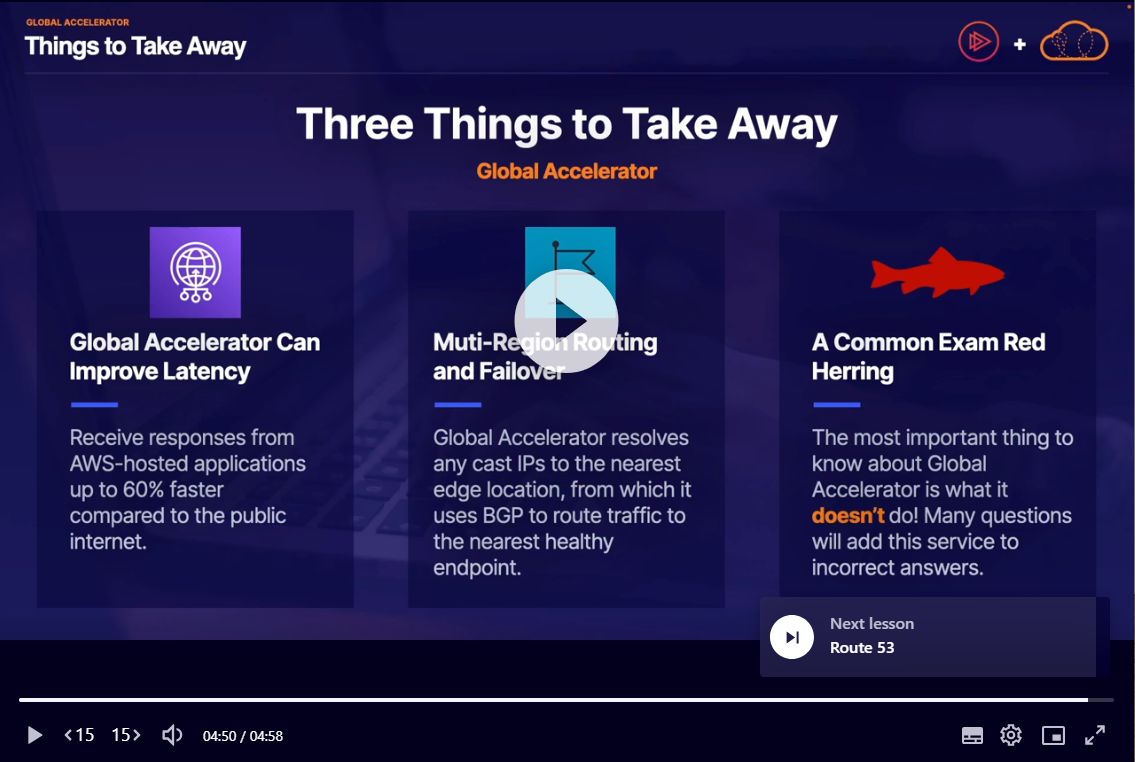 GLOBAL ACCELERATOR
Things to Take Away
Three Things to Take Away
Global Accelerator
Global Accelerator Can
Improve Latency
Receive responses from
AWS-hosted applications
up to 60% faster
compared to the public
internet.
Muti-Region Routing
and Failover
Global Accelerator resolves
any cast IPs to the nearest
edge location, from which it
uses BGP to route traffic to
the nearest healthy
endpoint.
A Common Exam Red
Herring
The most important thing to
know about Global
Accelerator is what it
doesn't do! Many questions
will add this service to
incorrect answers.
Next lesson
Route 53
15 15 04:50 / 04:58